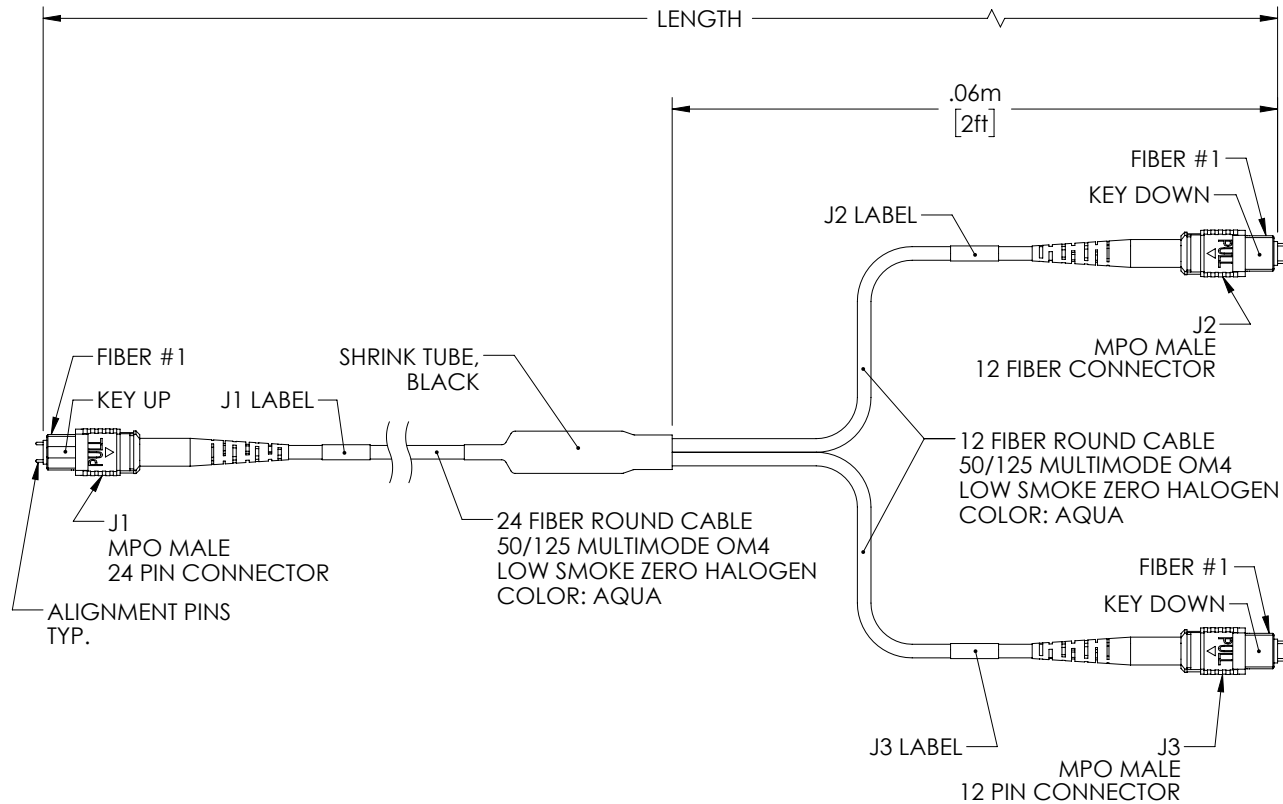 LENGTH
.06m
[2ft]
FIBER #1
KEY DOWN
J2 LABEL
PULL
J2
MPO MALE
12 FIBER CONNECTOR
FIBER #1
KEY UP
J1 LABEL
SHRINK TUBE,
BLACK
PULL
J1
MPO MALE
24 PIN CONNECTOR
ALIGNMENT PINS
TYP.
24 FIBER ROUND CABLE
50/125 MULTIMODE OM4
LOW SMOKE ZERO HALOGEN
COLOR: AQUA
12 FIBER ROUND CABLE
50/125 MULTIMODE OM4
LOW SMOKE ZERO HALOGEN
COLOR: AQUA
FIBER #1
KEY DOWN
PULL
J3 LABEL
J3
MPO MALE
12 PIN CONNECTOR